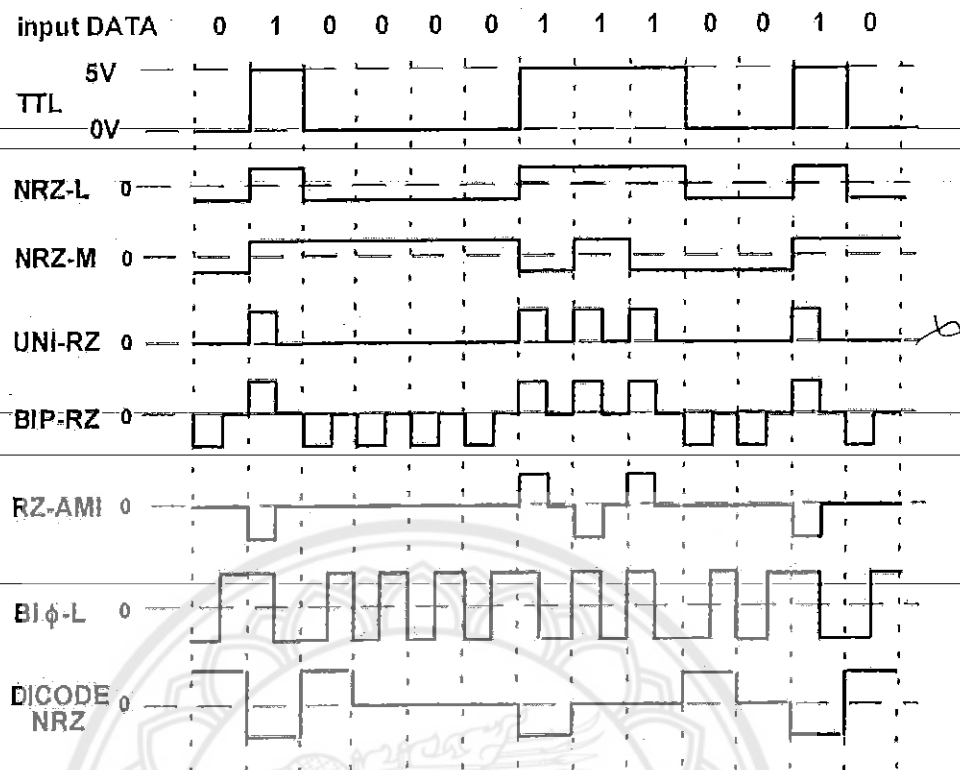 input DATA 0 1 0 0 0 0 1 1 1 0 0 1 0
5V
TTL
0V
NRZ-L 0
NRZ-M 0
UNI-RZ 0
BIP-RZ 0
RZ-AMI 0
BIϕ-L 0
DICODE 0
NRZ